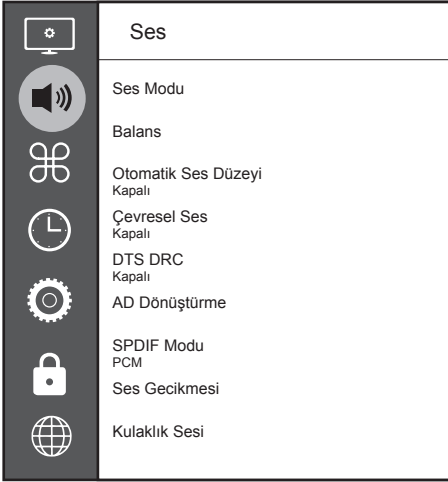 Ses
Ses Modu
Balans
Otomatik Ses Düzeyi
Kapalı
Çevresel Ses
Kapalı
DTS DRC
Kapalı
AD Dönüştürme
SPDIF Modu
PCM
Ses Gecikmesi
Kulaklık Sesi